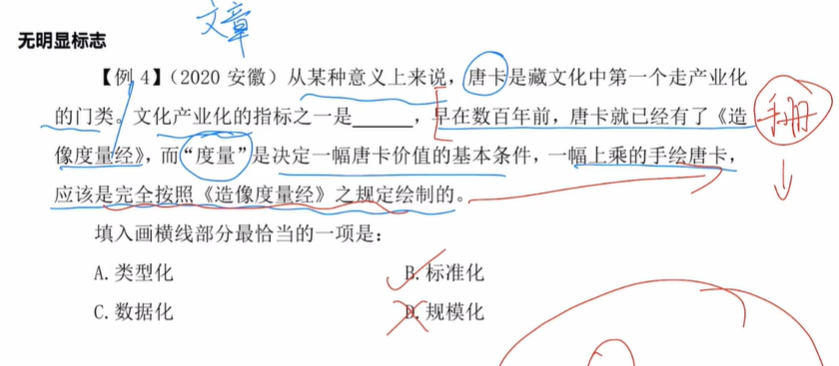 文章
无明显标志
【例 4】（2020 安徽）从某种意义上来说，唐卡是藏文化中第一个走产业化
的门类。文化产业化的指标之一是______，早在数百年前，唐卡就已经有了《造
像度量经》，而“度量”是决定一幅唐卡价值的基本条件，一幅上乘的手绘唐卡，
应该是完全按照《造像度量经》之规定绘制的。
手册
填入画横线部分最恰当的一项是：
A. 类型化 B. 标准化
C. 数据化 D. 规模化